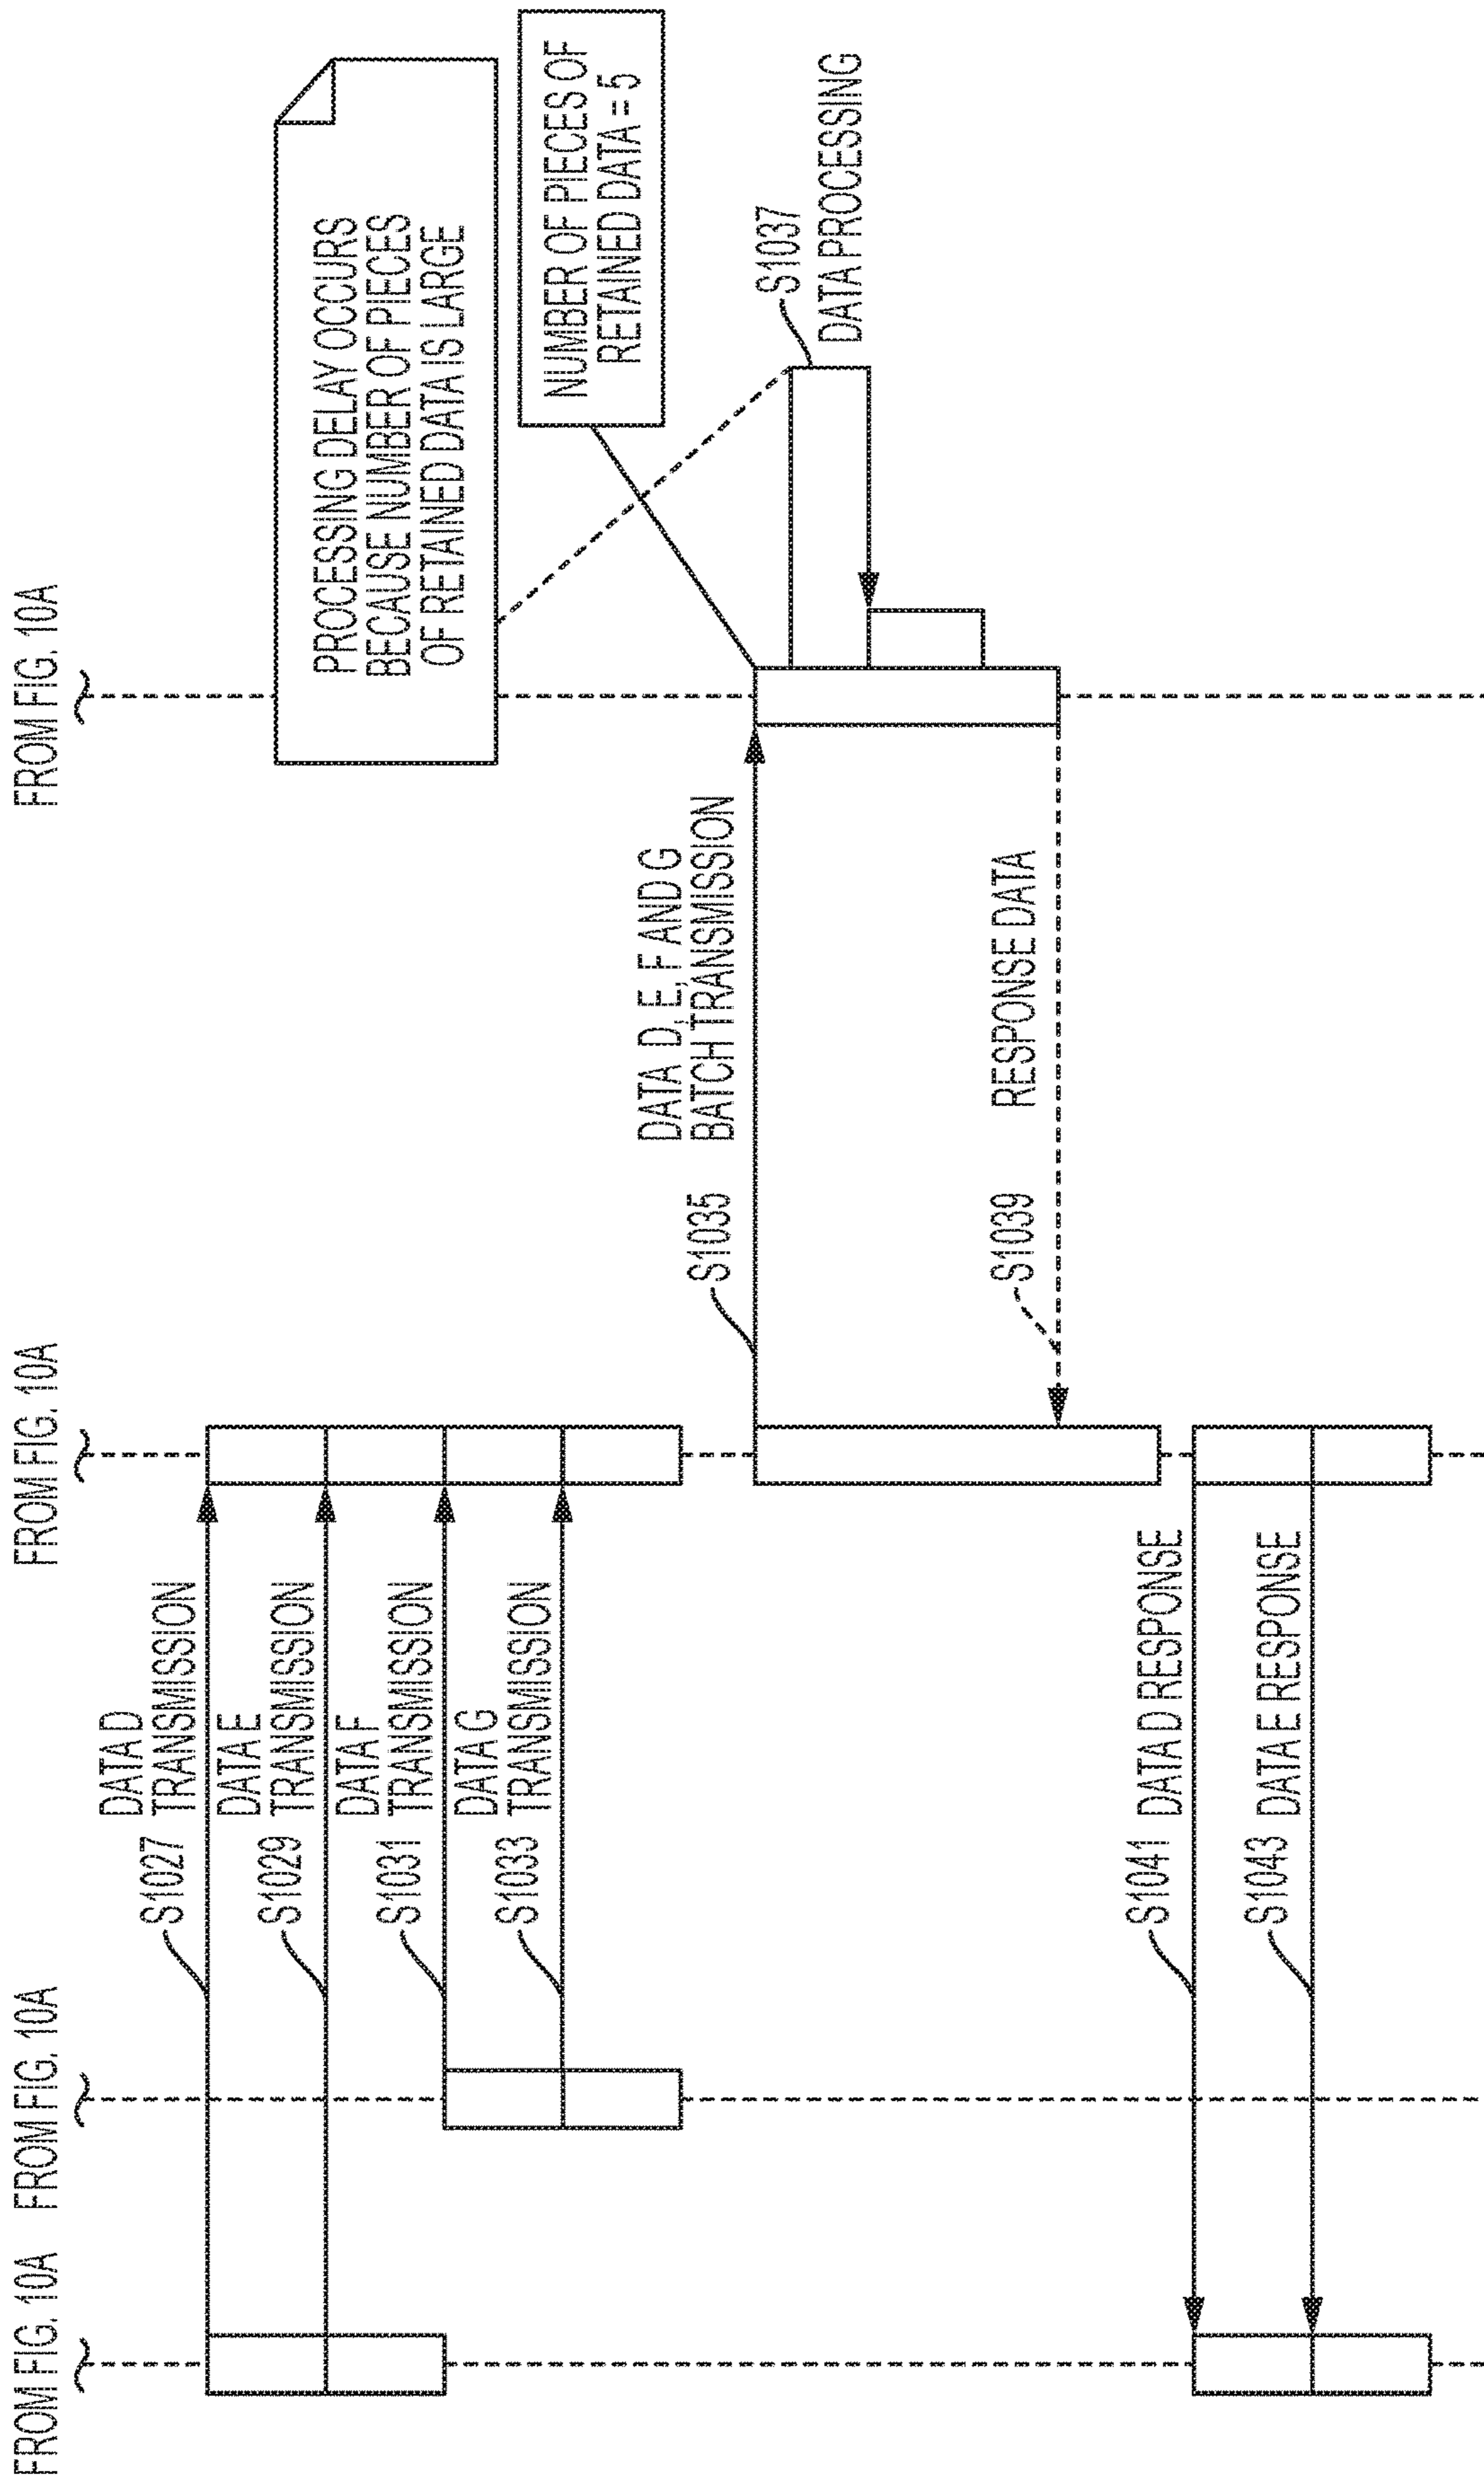 FROM FIG. 10A
FROM FIG. 10A
FROM FIG. 10A
FROM FIG. 10A
DATA D
TRANSMISSION
S1027
DATA E
TRANSMISSION
S1029
DATA F
TRANSMISSION
S1031
DATA G
TRANSMISSION
S1033
PROCESSING DELAY OCCURS
BECAUSE NUMBER OF PIECES
OF RETAINED DATA IS LARGE
NUMBER OF PIECES OF
RETAINED DATA = 5
S1035
DATA D, E, F AND G
BATCH TRANSMISSION
S1037
DATA PROCESSING
S1039
RESPONSE DATA
S1041
DATA D RESPONSE
S1043
DATA E RESPONSE